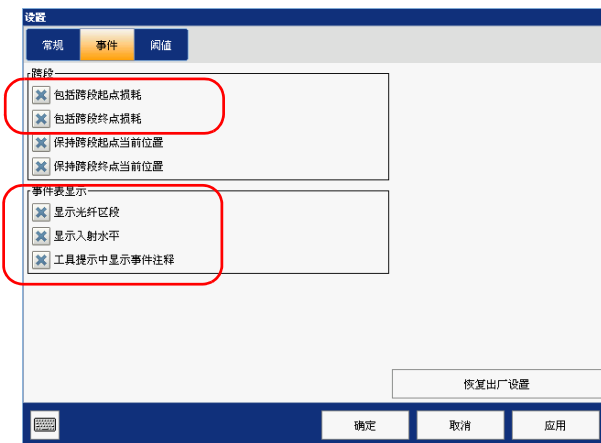 设置
常规 事件 阈值
跨段
包括跨段起点损耗
包括跨段终点损耗
保持跨段起点当前位置
保持跨段终点当前位置
事件表显示
显示光纤区段
显示入射水平
工具提示中显示事件注释
恢复出厂设置
确定 取消 应用